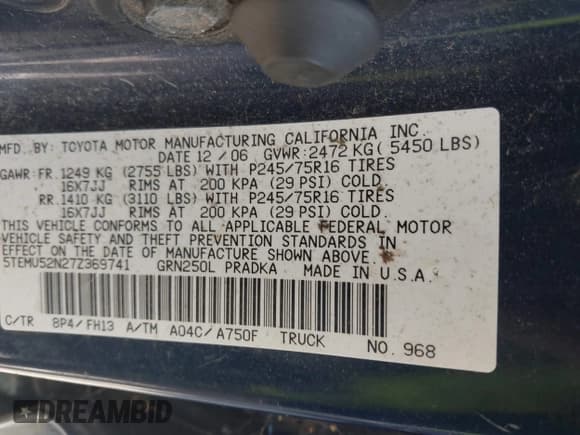 MFD. BY: TOYOTA MOTOR MANUFACTURING CALIFORNIA INC.
DATE 12 / 06 GVWR: 2472 KG ( 5450 LBS)
GAWR: FR. 1249 KG (2755 LBS) WITH P245/75R16 TIRES
16X7JJ RIMS AT 200 KPA (29 PSI) COLD.
RR. 1410 KG (3110 LBS) WITH P245/75R16 TIRES
16X7JJ RIMS AT 200 KPA (29 PSI) COLD.
THIS VEHICLE CONFORMS TO ALL APPLICABLE FEDERAL MOTOR
VEHICLE SAFETY AND THEFT PREVENTION STANDARDS IN
EFFECT ON THE DATE OF MANUFACTURE SHOWN ABOVE.
5TEMU52N27Z369741 GRN250L PRADKA MADE IN U.S.A.
C/TR 8P4/FH13 A/TM A04C/A750F TRUCK NO. 968
DREAMBID